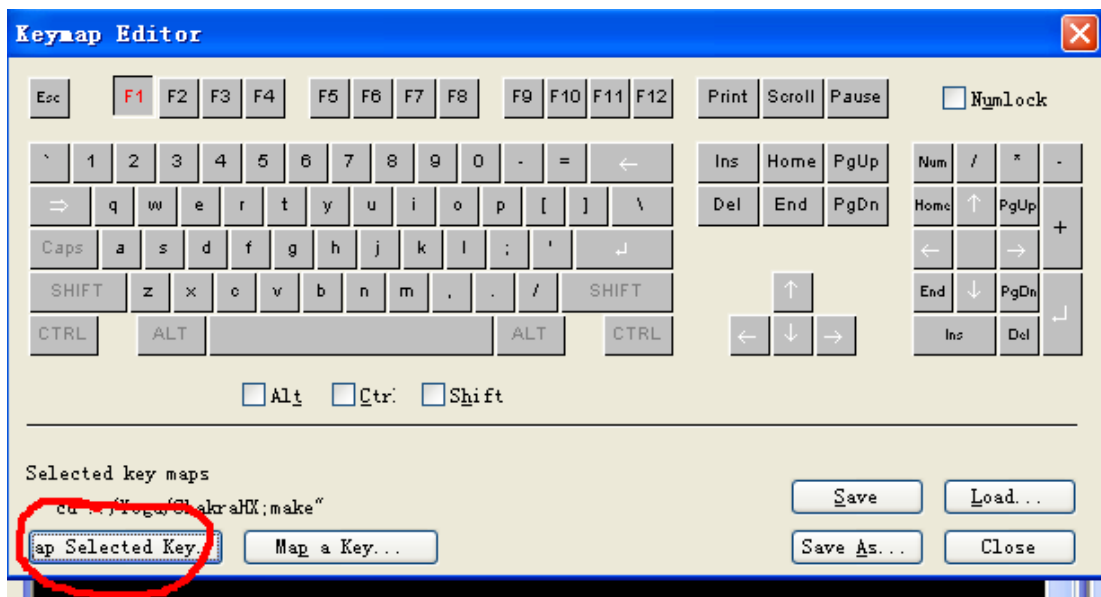 Keymap Editor
Esc F1 F2 F3 F4 F5 F6 F7 F8 F9 F10 F11 F12 Print Scroll Pause Numlock
` 1 2 3 4 5 6 7 8 9 0 - = ← Ins Home PgUp Num / * -
⇒ q w e r t y u i o p [ ] \ Del End PgDn Home ↑ PgUp +
Caps a s d f g h j k l ; ' ↵ ← →
SHIFT z x c v b n m , . / SHIFT ↑ End ↓ PgDn ↵
CTRL ALT ALT CTRL ← ↓ → Ins Del
Alt Ctrl Shift
Selected key maps
cd
Save Load...
ap Selected Key. Map a Key... Save As... Close